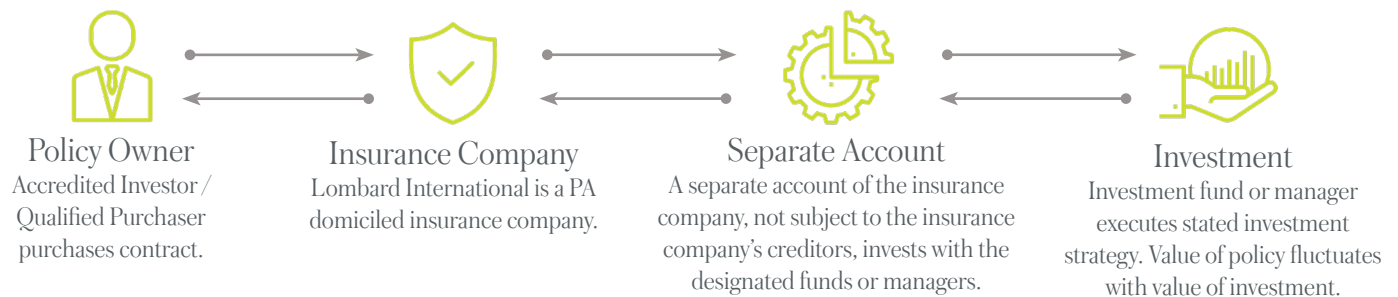 Policy Owner
Accredited Investor /
Qualified Purchaser
purchases contract.
Insurance Company
Lombard International is a PA
domiciled insurance company.
Separate Account
A separate account of the insurance
company, not subject to the insurance
company's creditors, invests with the
designated funds or managers.
Investment
Investment fund or manager
executes stated investment
strategy. Value of policy fluctuates
with value of investment.